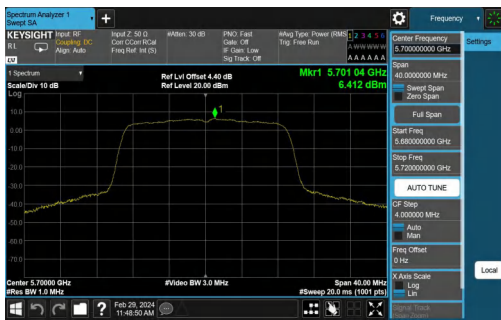 Spectrum Analyzer 1
Swept SA
Frequency
KEYSIGHT
RL
Input: RF
Coupling: DC
Align: Auto
Input Z: 50 Ω
Corr CCorr RCal
Freq Ref: Int (S)
#Atten: 30 dB
PNO: Fast
Gate: Off
IF Gain: Low
Sig Track: Off
#Avg Type: Power (RMS
Trig: Free Run
1 2 3 4 5 6
A W W W W W
A A A A A A
LW
1 Spectrum
Scale/Div 10 dB
Log
Ref Lvl Offset 4.40 dB
Ref Level 20.00 dBm
Mkr1 5.701 04 GHz
6.412 dBm
1
10.0
0.00
-10.0
-20.0
-30.0
-40.0
-50.0
-60.0
-70.0
Center 5.70000 GHz
#Res BW 1.0 MHz
#Video BW 3.0 MHz
Span 40.00 MHz
#Sweep 20.0 ms (1001 pts)
Center Frequency
5.700000000 GHz
Settings
Span
40.0000000 MHz
Swept Span
Zero Span
Full Span
Start Freq
5.680000000 GHz
Stop Freq
5.720000000 GHz
AUTO TUNE
CF Step
4.000000 MHz
Auto
Man
Freq Offset
0 Hz
X Axis Scale
Log
Lin
Local
Signal Track
?
Feb 29, 2024
11:48:50 AM